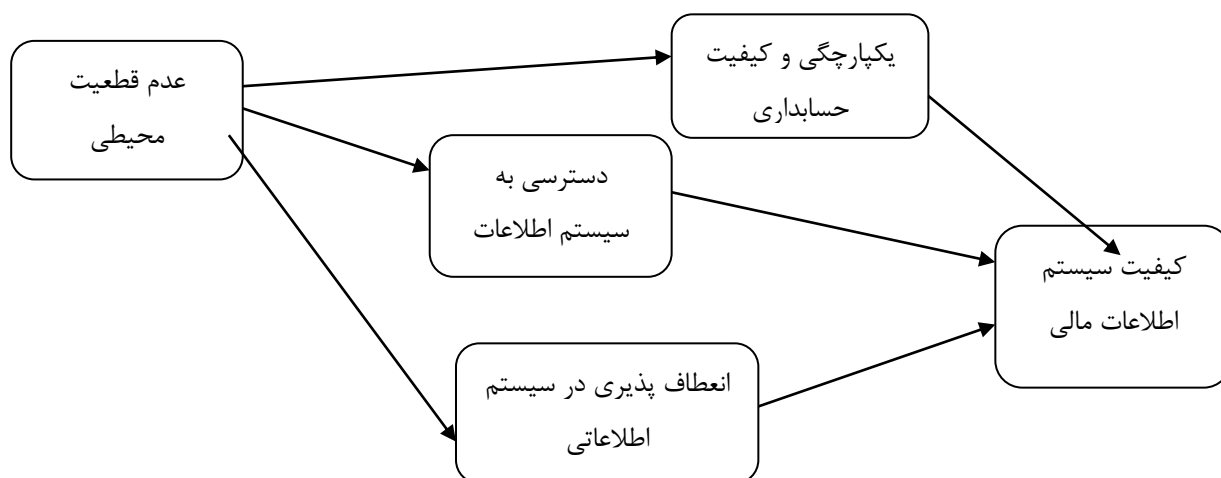 عدم قطعیت
محیطی
یکپارچگی و کیفیت
حسابداری
دسترسی به
سیستم اطلاعات
انعطاف پذیری در سیستم
اطلاعاتی
کیفیت سیستم
اطلاعات مالی